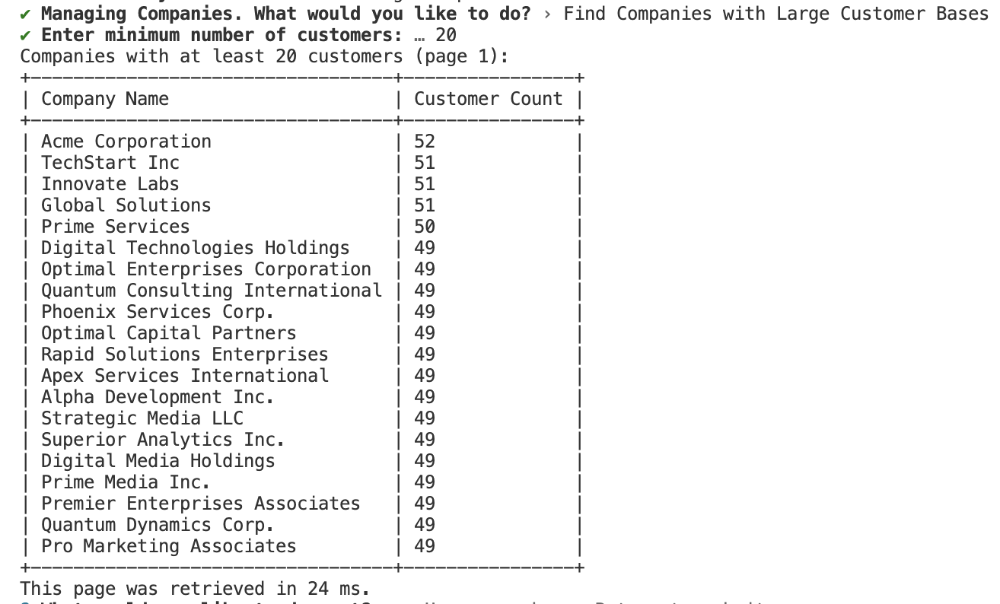 ✔ Managing Companies. What would you like to do? › Find Companies with Large Customer Bases
✔ Enter minimum number of customers: … 20
Companies with at least 20 customers (page 1):
| Company Name | Customer Count |
| Acme Corporation | 52 |
| TechStart Inc | 51 |
| Innovate Labs | 51 |
| Global Solutions | 51 |
| Prime Services | 50 |
| Digital Technologies Holdings | 49 |
| Optimal Enterprises Corporation | 49 |
| Quantum Consulting International | 49 |
| Phoenix Services Corp. | 49 |
| Optimal Capital Partners | 49 |
| Rapid Solutions Enterprises | 49 |
| Apex Services International | 49 |
| Alpha Development Inc. | 49 |
| Strategic Media LLC | 49 |
| Superior Analytics Inc. | 49 |
| Digital Media Holdings | 49 |
| Prime Media Inc. | 49 |
| Premier Enterprises Associates | 49 |
| Quantum Dynamics Corp. | 49 |
| Pro Marketing Associates | 49 |
This page was retrieved in 24 ms.